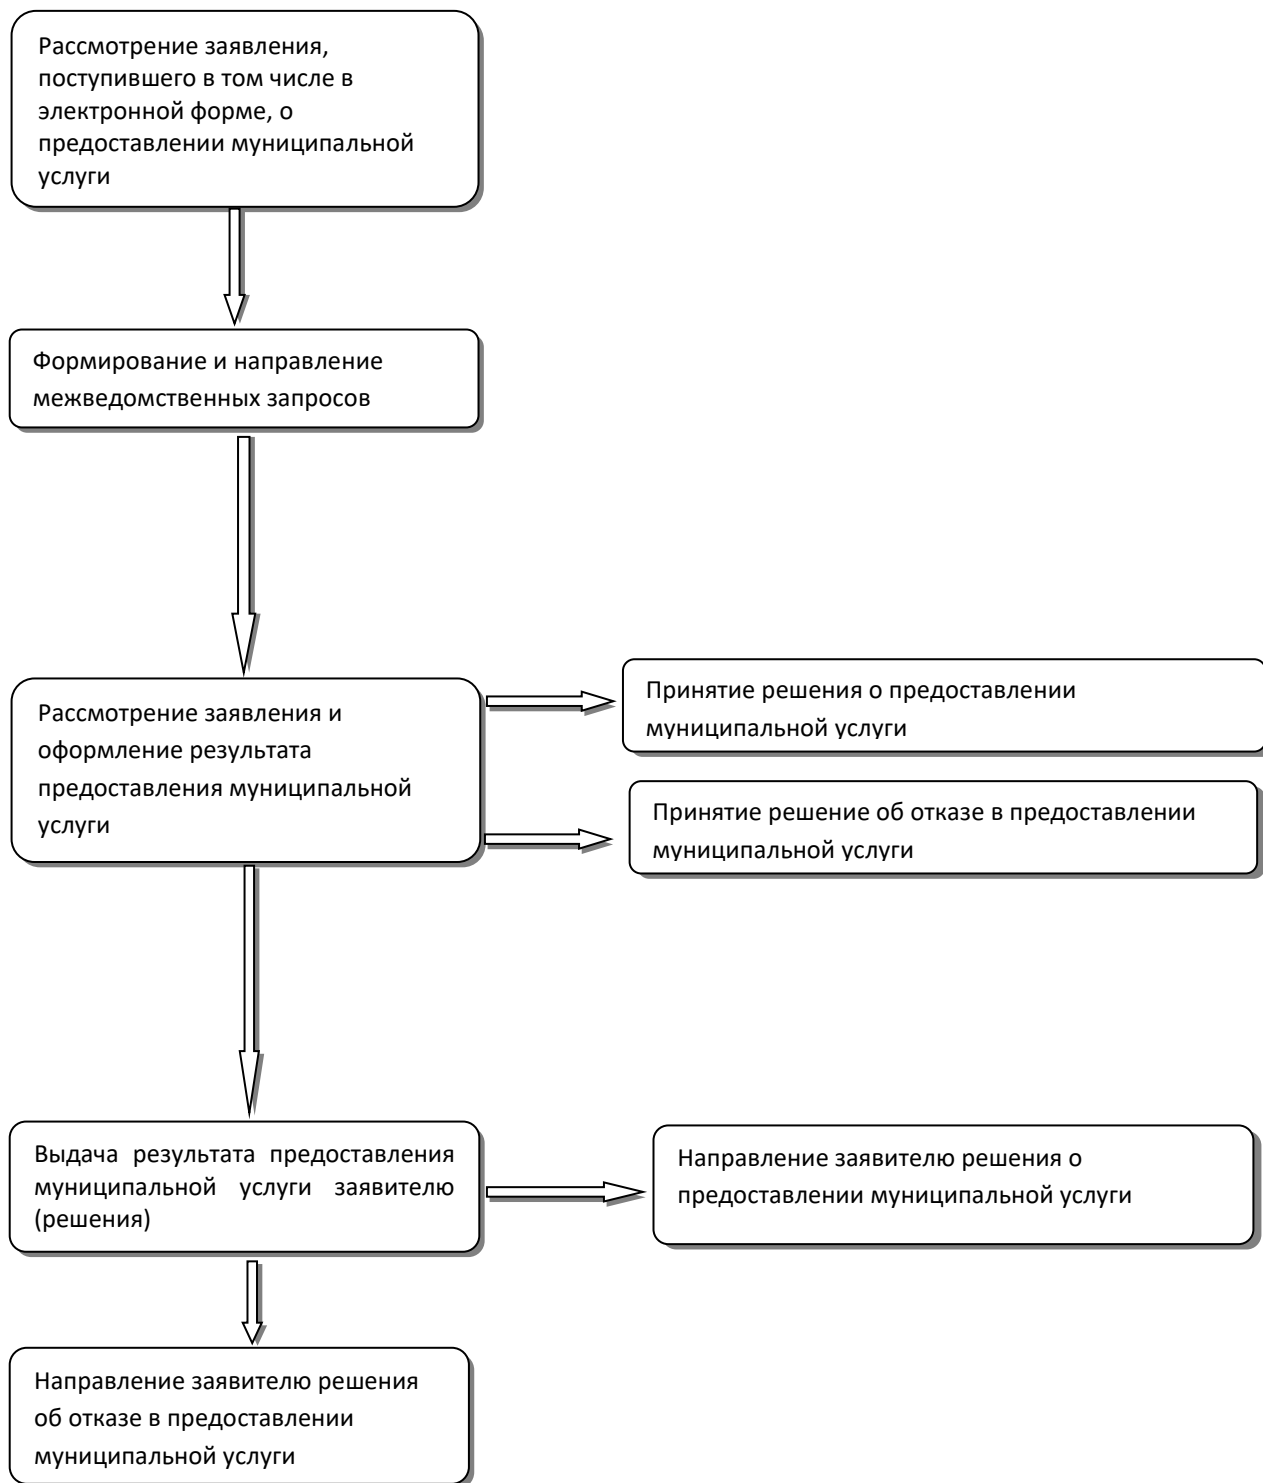 Рассмотрение заявления,
поступившего в том числе в
электронной форме, о
предоставлении муниципальной
услуги
Формирование и направление
межведомственных запросов
Рассмотрение заявления и
оформление результата
предоставления муниципальной
услуги
Принятие решения о предоставлении
муниципальной услуги
Принятие решение об отказе в предоставлении
муниципальной услуги
Выдача результата предоставления
муниципальной услуги заявителю
(решения)
Направление заявителю решения о
предоставлении муниципальной услуги
Направление заявителю решения
об отказе в предоставлении
муниципальной услуги